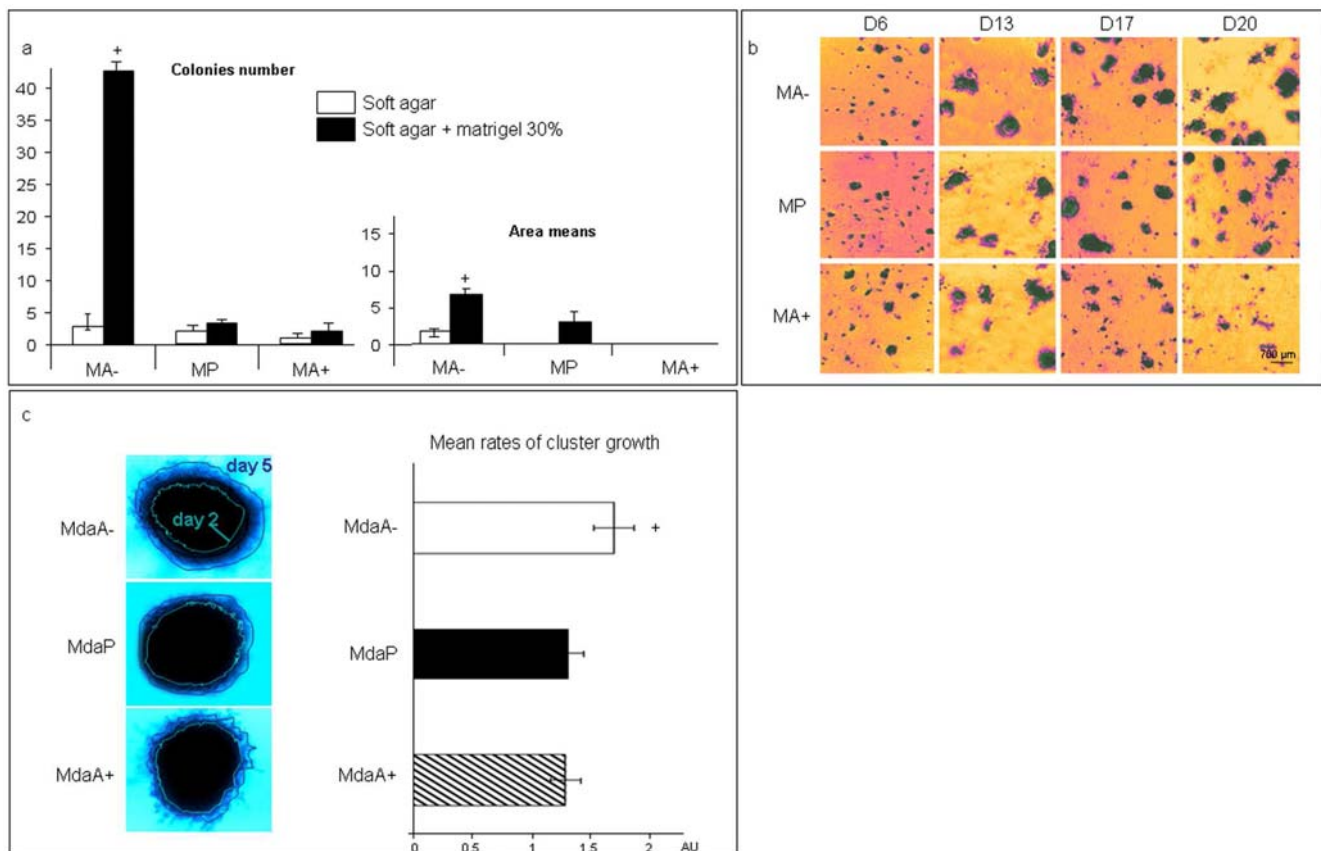 a
+
Colonies number
40
35
30
25
20
15
10
5
0
MA-
MP
MA+
Soft agar
Soft agar + matrigel 30%
Area means
15
10
5
0
+
MA-
MP
MA+
b
D6
D13
D17
D20
MA-
MP
MA+
700 µm
c
Mean rates of cluster growth
MdaA-
day 5
day 2
MdaP
MdaA+
MdaA-
+
MdaP
MdaA+
0
0.5
1
1.5
2
AU